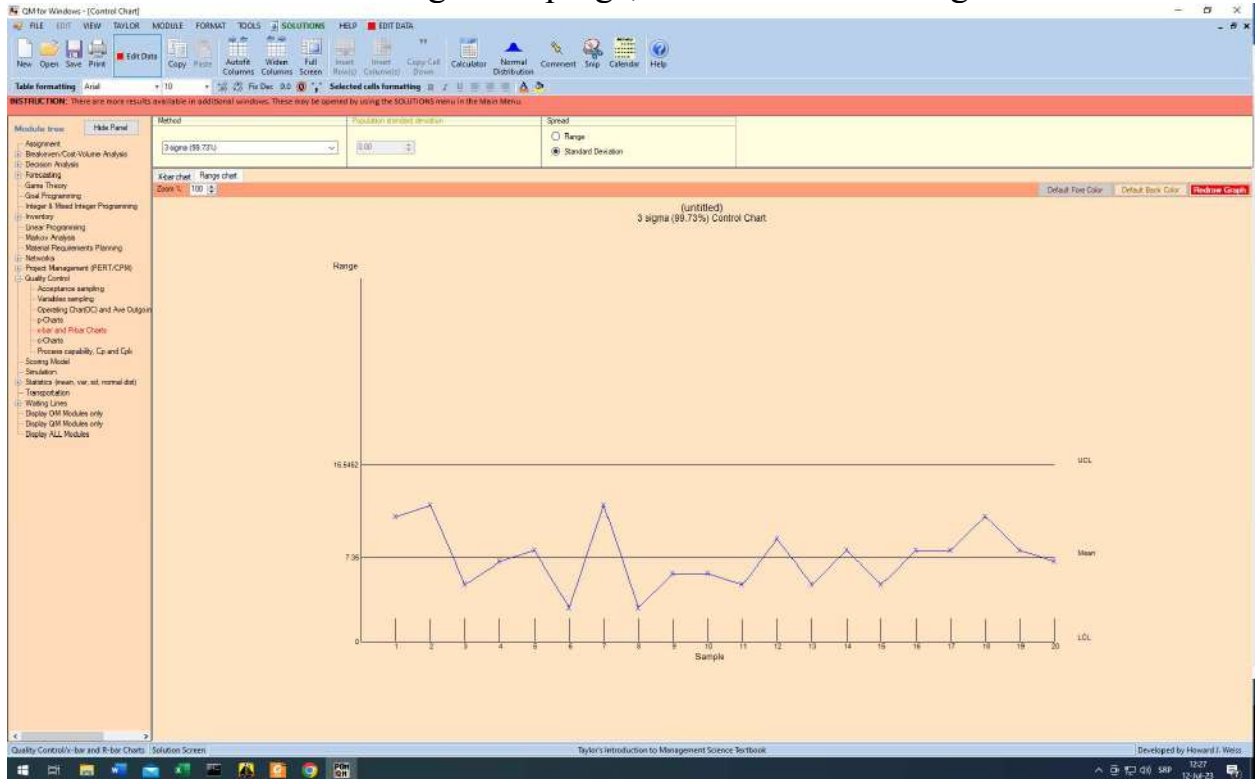 QM for Windows - [Control Chart]
FILE EDIT VIEW TAYLOR MODULE FORMAT TOOLS SOLUTIONS HELP EDIT DATA
New Open Save Print Edit Data Copy Paste Autofit Columns Widen Columns Full Screen Insert Row(s) Insert Column(s) Copy Cell Down Calculator Normal Distribution Comment Snip Calendar Help
Table formatting Arial 10 Fix Dec 0.0 Selected cells formatting B I U
INSTRUCTION: There are more results available in additional windows. These may be opened by using the SOLUTIONS menu in the Main Menu.
Module tree Hide Panel
Assignment
Breakeven/Cost-Volume Analysis
Decision Analysis
Forecasting
Game Theory
Goal Programming
Integer & Mixed Integer Programming
Inventory
Linear Programming
Markov Analysis
Material Requirements Planning
Networks
Project Management (PERT/CPM)
Quality Control
Acceptance sampling
Variables sampling
Operating Char(OC) and Ave Outgoin
p-Charts
x-bar and R-bar Charts
c-Charts
Process capability, Cp and Cpk
Scoring Model
Simulation
Statistics (mean, var, sd, normal dist)
Transportation
Waiting Lines
Display OM Modules only
Display QM Modules only
Display ALL Modules
Method
3 sigma (99.73%)
Population standard deviation
0.00
Spread
Range
Standard Deviation
X-bar chart Range chart
Zoom % 100
Default Fore Color Default Back Color Redraw Graph
(untitled)
3 sigma (99.73%) Control Chart
Range
UCL
7.36
Mean
0
LCL
1 2 3 4 5 6 7 8 9 10 11 12 13 14 15 16 17 18 19 20
Sample
Quality Control/x-bar and R-bar Charts Solution Screen Taylor's Introduction to Management Science Textbook Developed by Howard J. Weiss
SRP 12:27
12-Jul-23